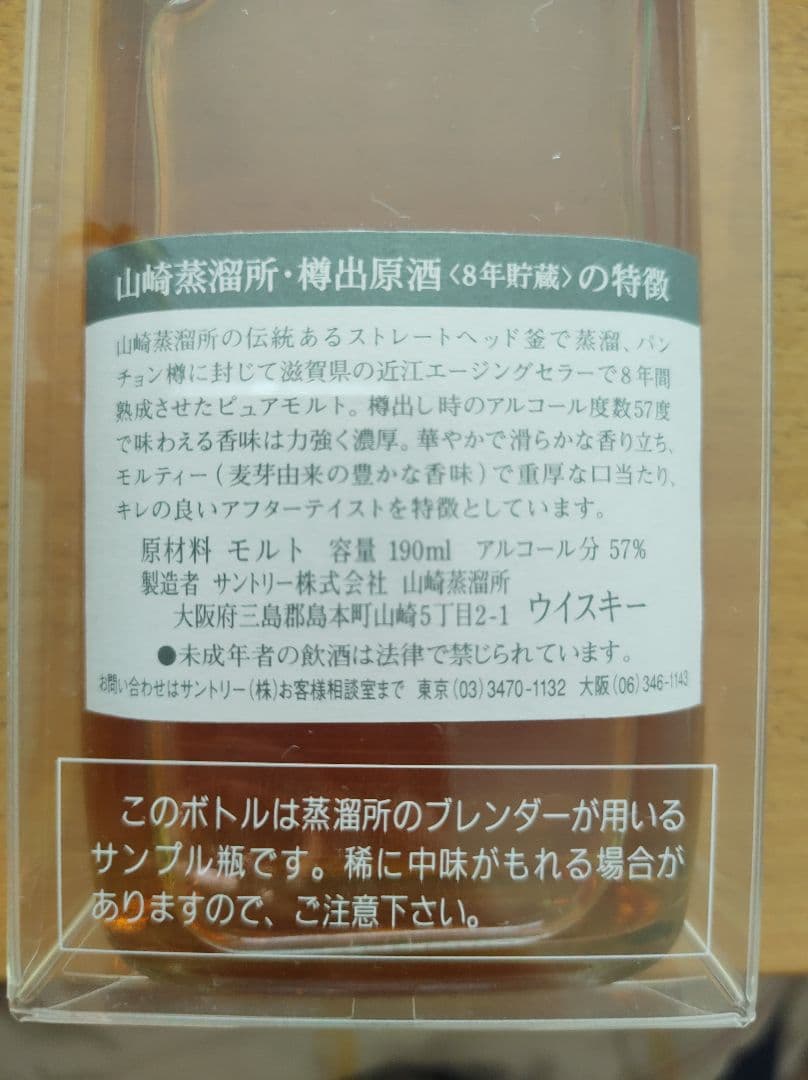 山崎蒸溜所・樽出原酒〈8年貯蔵〉の特徴
山崎蒸溜所の伝統あるストレートヘッド釜で蒸溜、パン
チョン樽に封じて滋賀県の近江エージングセラーで8年間
熟成させたピュアモルト。樽出し時のアルコール度数57度
で味わえる香味は力強く濃厚。華やかで滑らかな香り立ち、
モルティー(麦芽由来の豊かな香味)で重厚な口当たり、
キレの良いアフターテイストを特徴としています。
原材料 モルト 容量 190ml アルコール分 57%
製造者 サントリー株式会社 山崎蒸溜所
大阪府三島郡島本町山崎5丁目2-1 ウイスキー
●未成年者の飲酒は法律で禁じられています。
お問い合わせはサントリー(株)お客様相談室まで 東京(03)3470-1132 大阪(06)346-1143
このボトルは蒸溜所のブレンダーが用いる
サンプル瓶です。稀に中味がもれる場合が
ありますので、ご注意下さい。